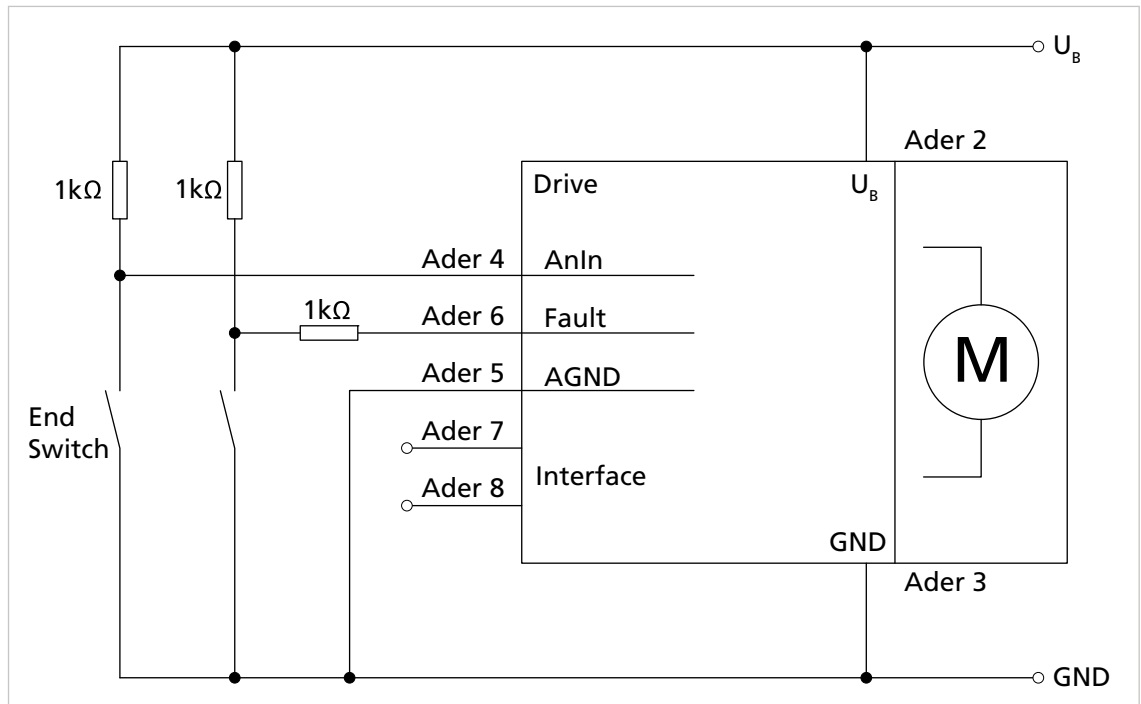 U_B
Ader 2
1kΩ
1kΩ
Drive
U_B
Ader 4
AnIn
1kΩ
Ader 6
Fault
Ader 5
AGND
M
End
Switch
Ader 7
Ader 8
Interface
GND
Ader 3
GND